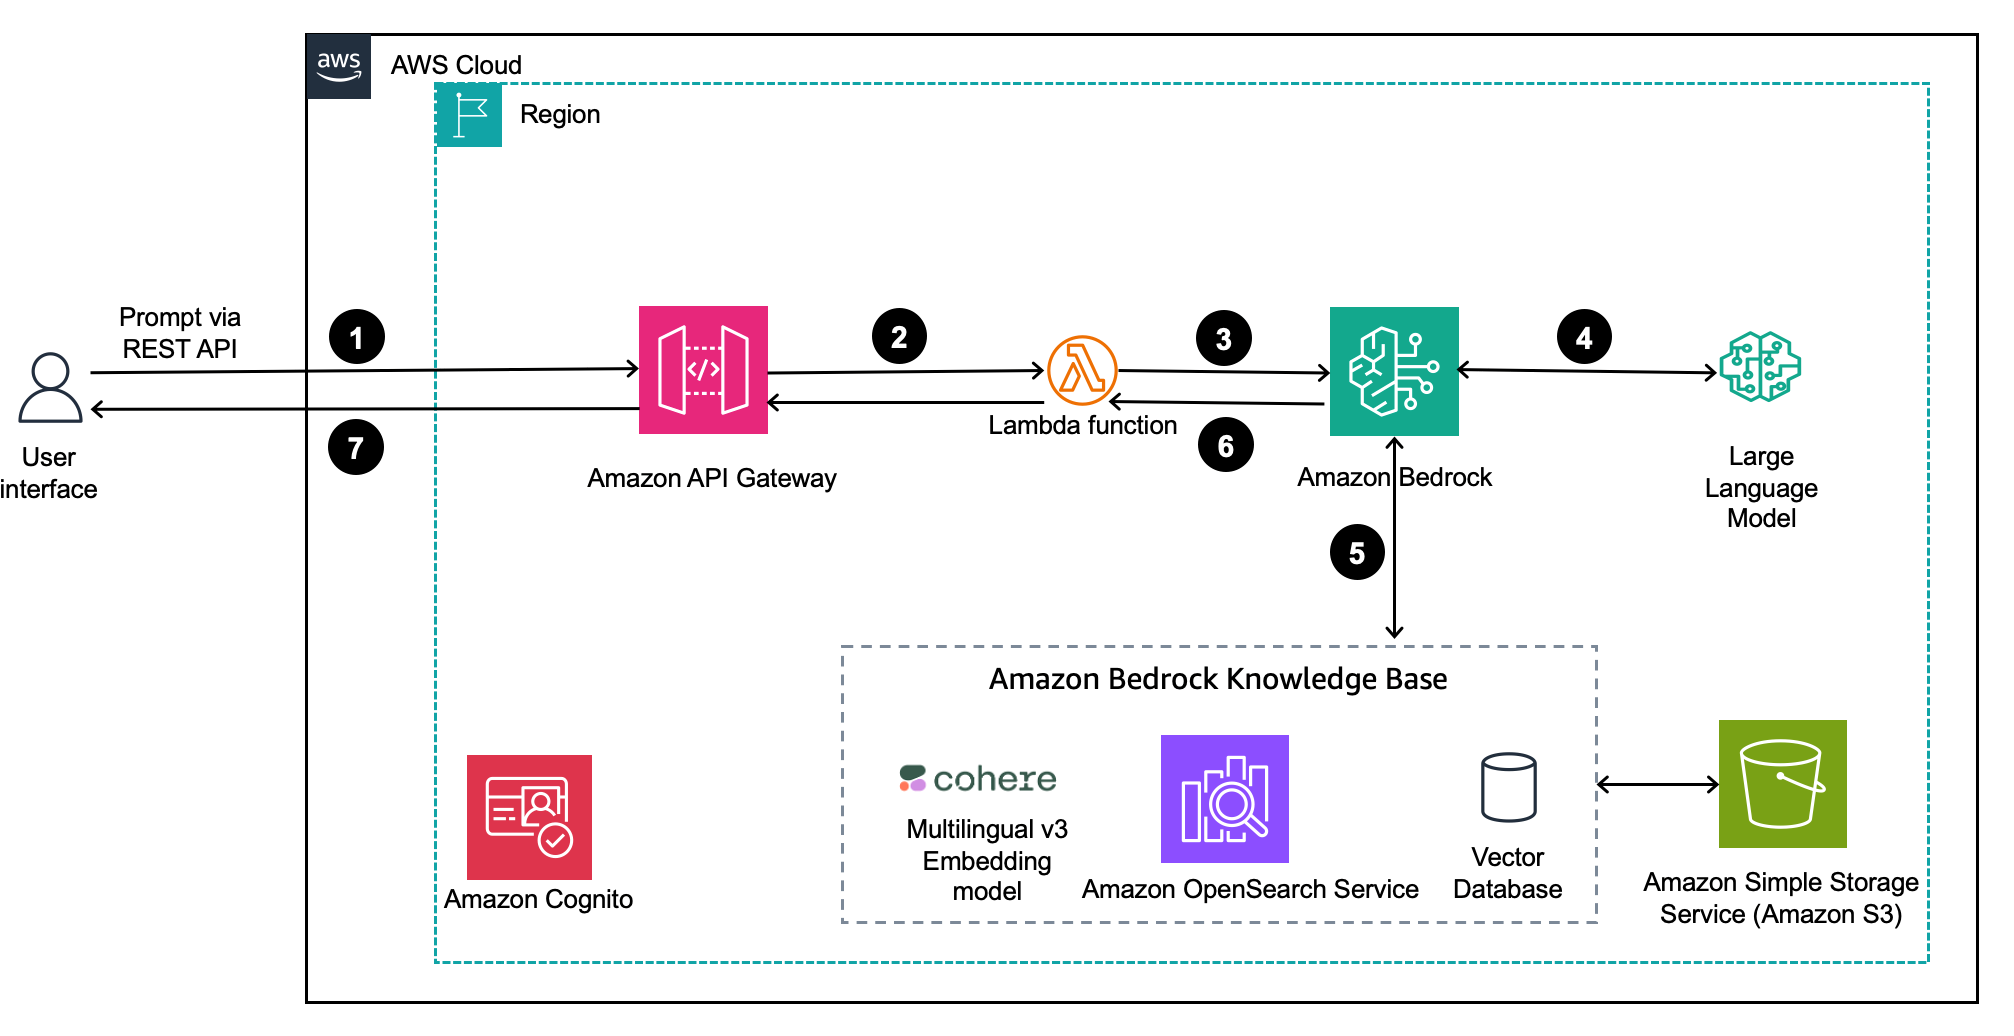 aws
AWS Cloud
Region
Prompt via
REST API
1
2
3
4
</>
User
interface
7
Amazon API Gateway
Lambda function
6
Amazon Bedrock
Large
Language
Model
5
Amazon Bedrock Knowledge Base
cohere
Multilingual v3
Embedding
model
Amazon OpenSearch Service
Vector
Database
Amazon Cognito
Amazon Simple Storage
Service (Amazon S3)